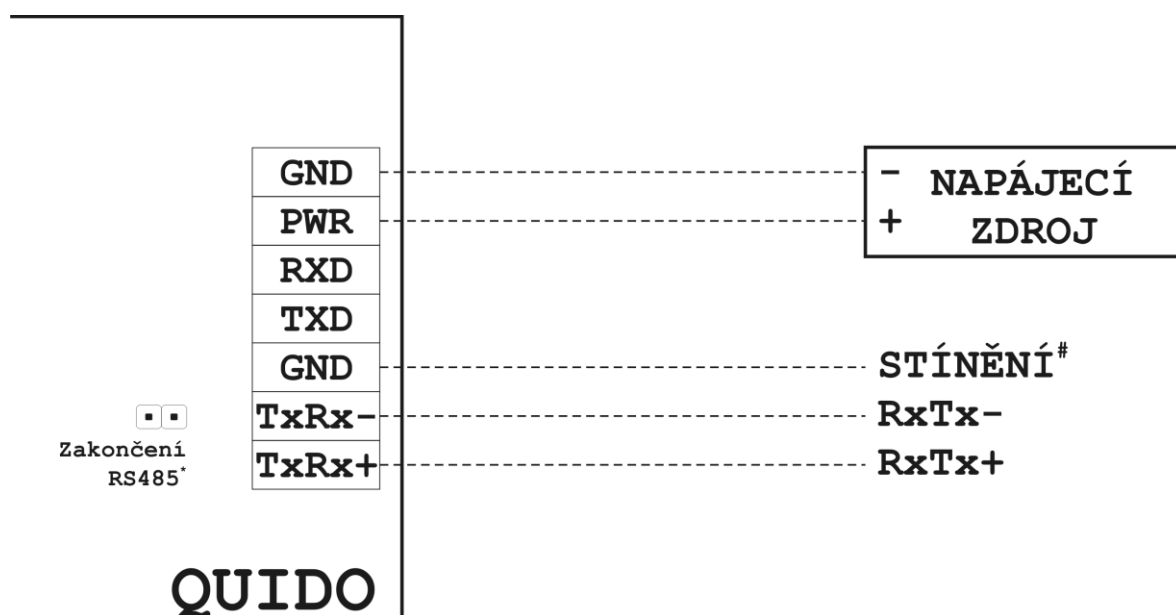 GND
PWR
RXD
TXD
GND
TxRx-
TxRx+
- NAPÁJECÍ
+ ZDROJ
STÍNĚNÍ#
RxTx-
RxTx+
Zakončení
RS485*
QUIDO